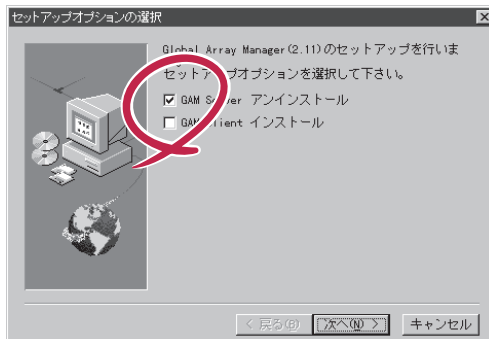 セットアップオプションの選択
Global Array Manager(2.11)のセットアップを行いま
セットアップオプションを選択して下さい。
GAM Server アンインストール
GAM Client インストール
< 戻る(B)
次へ(N) >
キャンセル